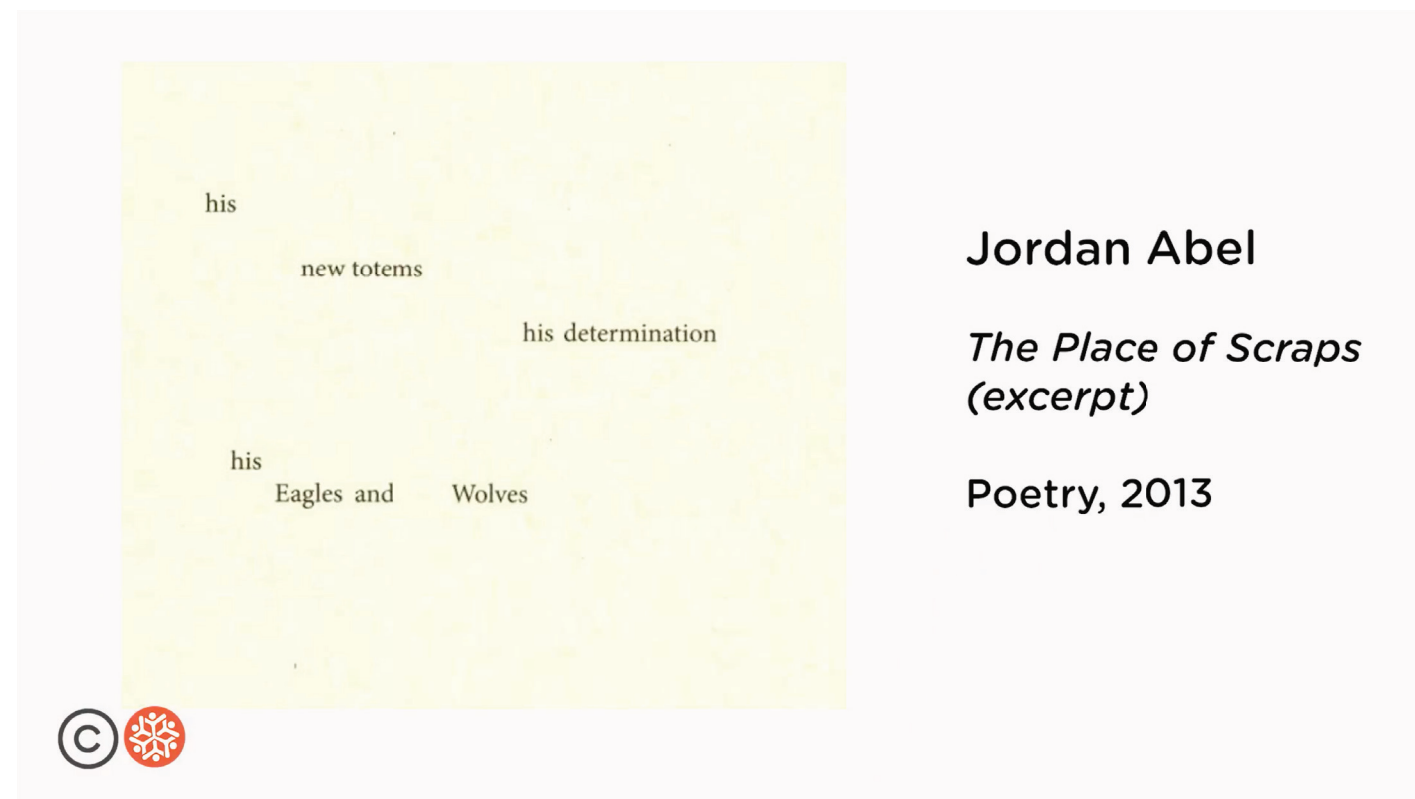 his
new totems
his determination
his
Eagles and Wolves
Jordan Abel
The Place of Scraps
(excerpt)
Poetry, 2013
©